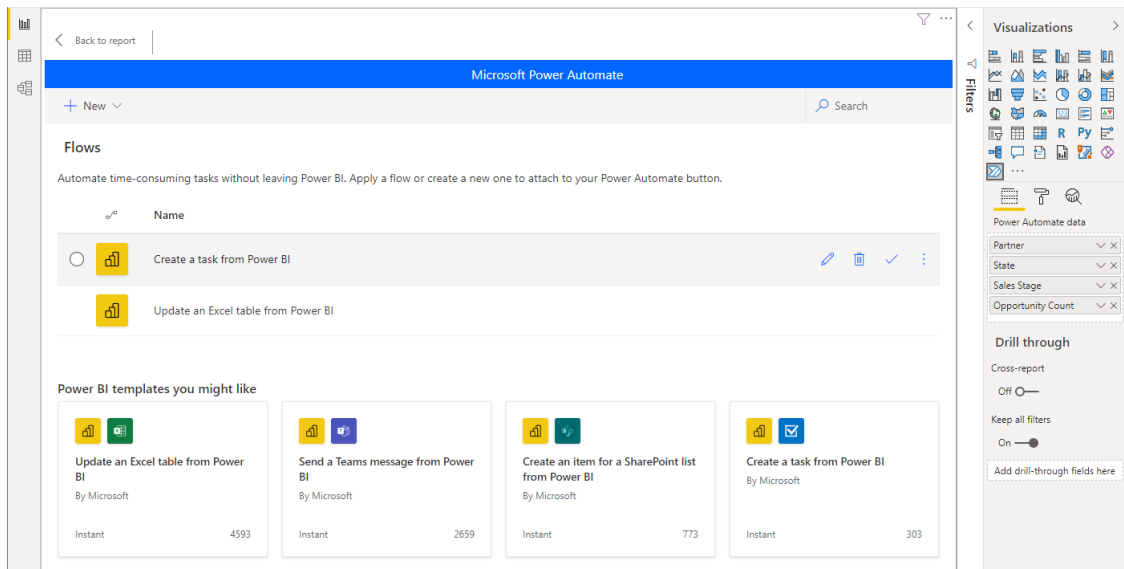 Back to report
Microsoft Power Automate
New
Search
Flows
Automate time-consuming tasks without leaving Power BI. Apply a flow or create a new one to attach to your Power Automate button.
Name
Create a task from Power BI
Update an Excel table from Power BI
Power BI templates you might like
Update an Excel table from Power
BI
By Microsoft
Instant 4593
Send a Teams message from Power
BI
By Microsoft
Instant 2659
Create an item for a SharePoint list
from Power BI
By Microsoft
Instant 773
Create a task from Power BI
By Microsoft
Instant 303
Filters
Visualizations
R Py
Power Automate data
Partner
State
Sales Stage
Opportunity Count
Drill through
Cross-report
Off
Keep all filters
On
Add drill-through fields here